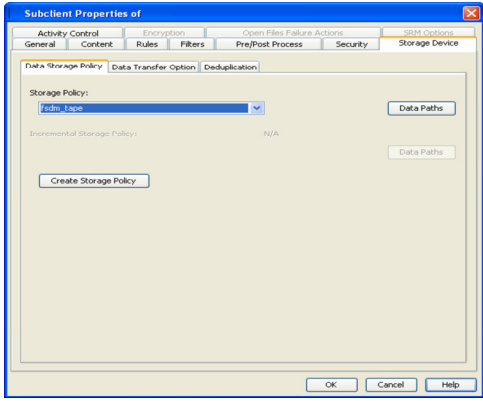 Subclient Properties of
Activity Control Encryption Open Files Failure Actions SRM Options
General Content Rules Filters Pre/Post Process Security Storage Device
Data Storage Policy Data Transfer Option Deduplication
Storage Policy:
fsdm_tape Data Paths
Incremental Storage Policy: N/A
Data Paths
Create Storage Policy
OK Cancel Help